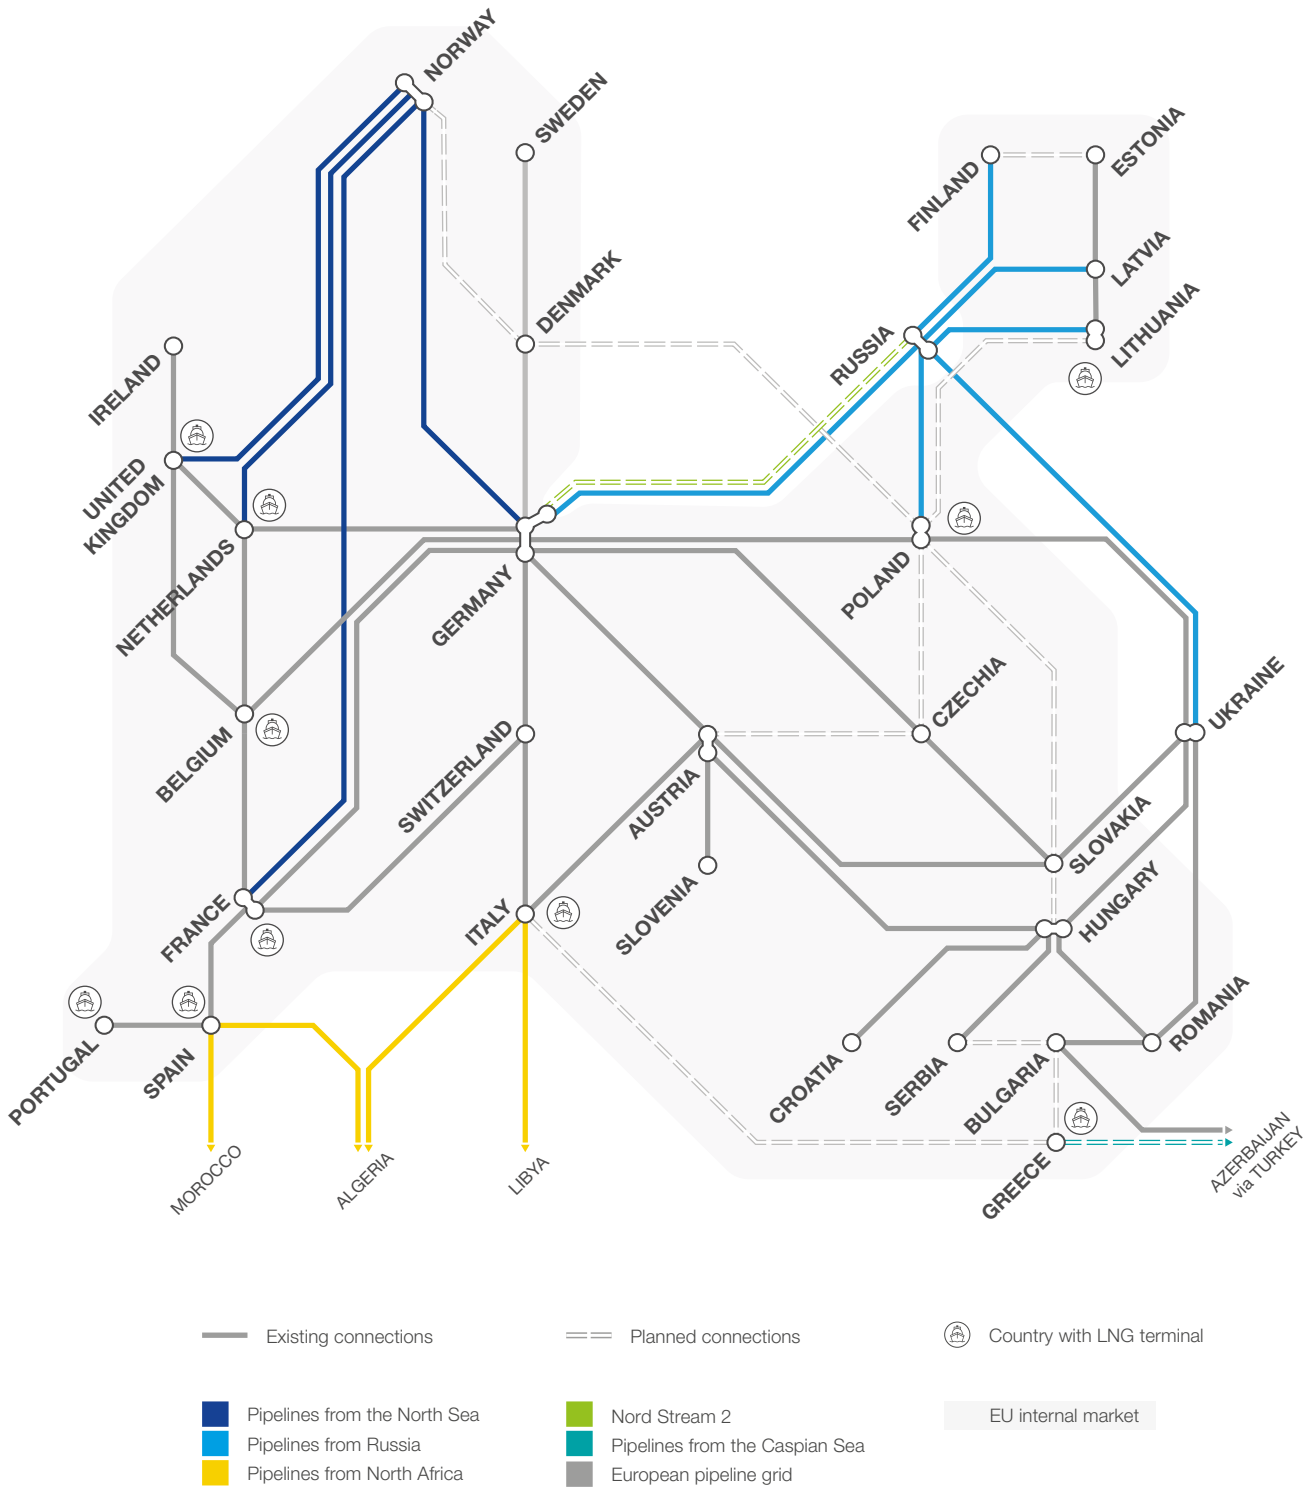 NORWAY
SWEDEN
ESTONIA
FINLAND
LATVIA
DENMARK
LITHUANIA
RUSSIA
IRELAND
UNITED
KINGDOM
NETHERLANDS
GERMANY
POLAND
CZECHIA
UKRAINE
BELGIUM
SWITZERLAND
AUSTRIA
SLOVAKIA
FRANCE
ITALY
SLOVENIA
HUNGARY
PORTUGAL
SPAIN
CROATIA
SERBIA
BULGARIA
ROMANIA
GREECE
MOROCCO
ALGERIA
LIBYA
AZERBAIJAN
via TURKEY
Existing connections
Planned connections
Country with LNG terminal
Pipelines from the North Sea
Nord Stream 2
EU internal market
Pipelines from Russia
Pipelines from the Caspian Sea
Pipelines from North Africa
European pipeline grid